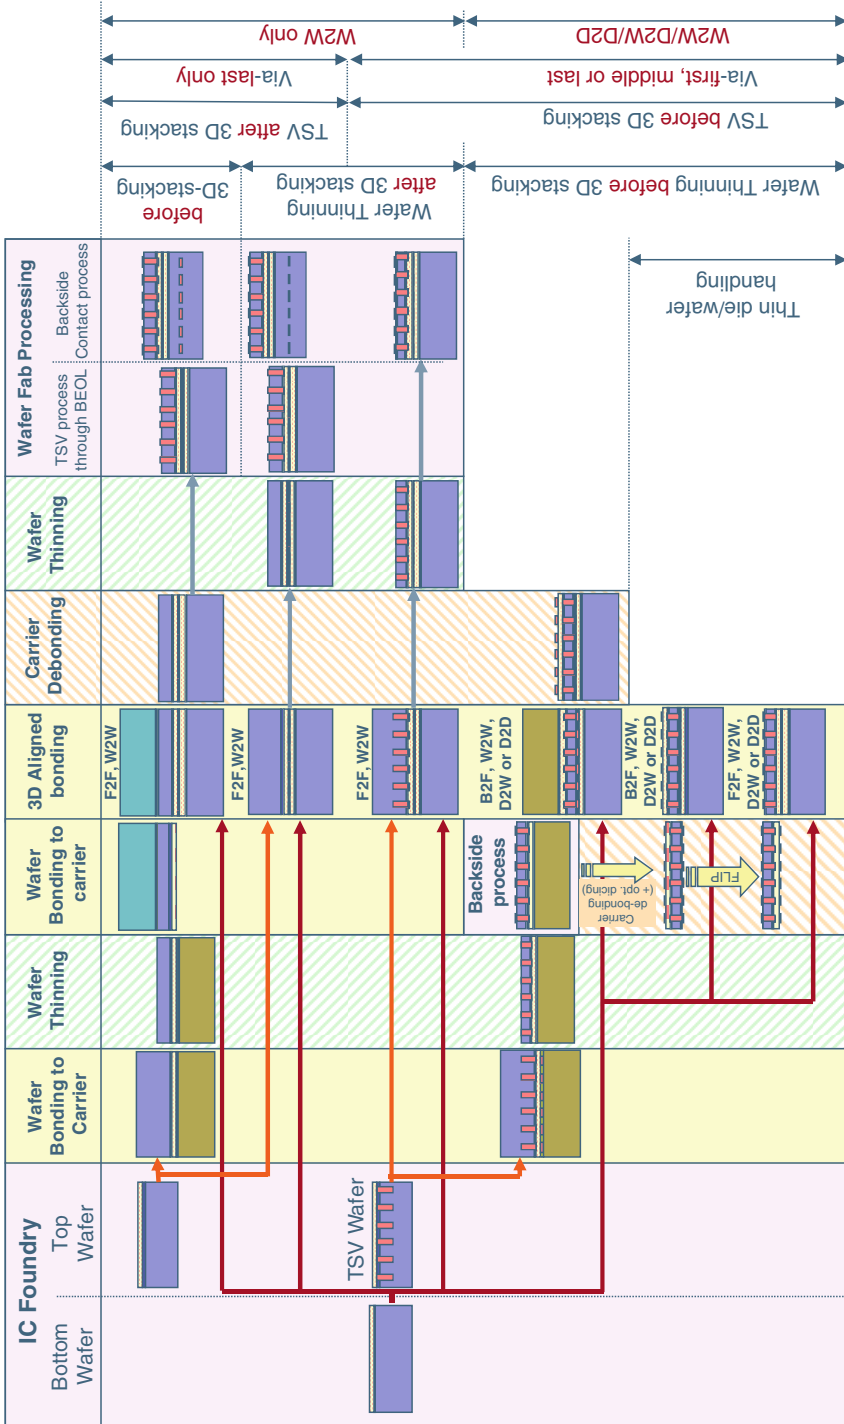 IC Foundry
Bottom
Wafer
Top
Wafer
TSV Wafer
Wafer
Bonding to
Carrier
Wafer
Thinning
Wafer
Bonding to
carrier
Backside
process
Carrier
de-bonding
(+ opt. dicing)
FLIP
3D Aligned
bonding
F2F, W2W
F2F,W2W
F2F, W2W
B2F, W2W,
D2W or D2D
B2F, W2W,
D2W or D2D
F2F, W2W,
D2W or D2D
Carrier
Debonding
Wafer
Thinning
Wafer Fab Processing
TSV process
through BEOL
Backside
Contact process
before
3D-stacking
Wafer Thinning
after 3D stacking
Wafer Thinning before 3D stacking
Thin die/wafer
handling
TSV after 3D stacking
TSV before 3D stacking
Via-last only
Via-first, middle or last
W2W only
W2W/D2W/D2D